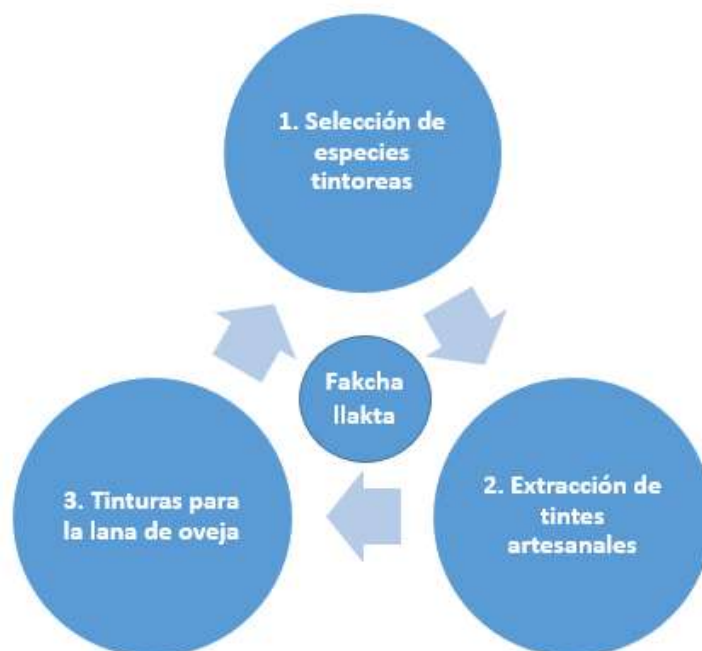 1. Selección de
especies
tintoreas
Fakcha
llakta
2. Extracción de
tintes
artesanales
3. Tinturas para
la lana de oveja